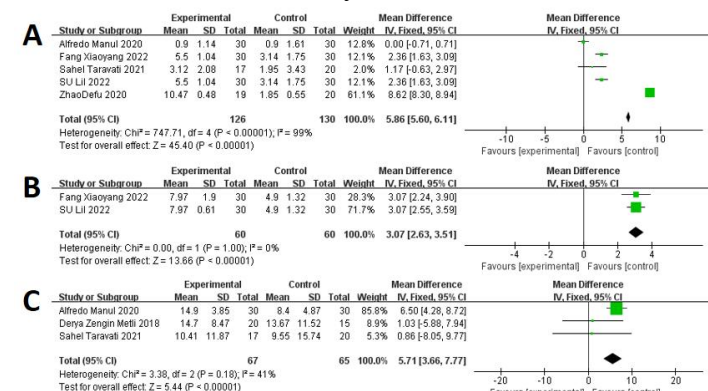 A
Experimental Control Mean Difference Mean Difference
Study or Subgroup Mean SD Total Mean SD Total Weight IV, Fixed, 95% CI IV, Fixed, 95% CI
Alfredo Manul 2020 0.9 1.14 30 0.9 1.61 30 12.8% 0.00 [-0.71, 0.71]
Fang Xiaoyang 2022 5.5 1.04 30 3.14 1.75 30 12.1% 2.36 [1.63, 3.09]
Sahel Taravati 2021 3.12 2.08 17 1.95 3.43 20 2.0% 1.17 [-0.63, 2.97]
SU Lil 2022 5.5 1.04 30 3.14 1.75 30 12.1% 2.36 [1.63, 3.09]
ZhaoDefu 2020 10.47 0.48 19 1.85 0.55 20 61.1% 8.62 [8.30, 8.94]
Total (95% CI) 126 130 100.0% 5.86 [5.60, 6.11]
Heterogeneity: Chi² = 747.71, df = 4 (P < 0.00001); I² = 99%
Test for overall effect: Z = 45.40 (P < 0.00001)
-10 -5 0 5 10
Favours [experimental] Favours [control]
B
Experimental Control Mean Difference Mean Difference
Study or Subgroup Mean SD Total Mean SD Total Weight IV, Fixed, 95% CI IV, Fixed, 95% CI
Fang Xiaoyang 2022 7.97 1.9 30 4.9 1.32 30 28.3% 3.07 [2.24, 3.90]
SU Lil 2022 7.97 0.61 30 4.9 1.32 30 71.7% 3.07 [2.55, 3.59]
Total (95% CI) 60 60 100.0% 3.07 [2.63, 3.51]
Heterogeneity: Chi² = 0.00, df = 1 (P = 1.00); I² = 0%
Test for overall effect: Z = 13.66 (P < 0.00001)
-4 -2 0 2 4
Favours [experimental] Favours [control]
C
Experimental Control Mean Difference Mean Difference
Study or Subgroup Mean SD Total Mean SD Total Weight IV, Fixed, 95% CI IV, Fixed, 95% CI
Alfredo Manul 2020 14.9 3.85 30 8.4 4.87 30 85.8% 6.50 [4.28, 8.72]
Derya Zengin Metli 2018 14.7 8.47 20 13.67 11.52 15 8.9% 1.03 [-5.88, 7.94]
Sahel Taravati 2021 10.41 11.87 17 9.55 15.74 20 5.3% 0.86 [-8.05, 9.77]
Total (95% CI) 67 65 100.0% 5.71 [3.66, 7.77]
Heterogeneity: Chi² = 3.38, df = 2 (P = 0.18); I² = 41%
Test for overall effect: Z = 5.44 (P < 0.00001)
-20 -10 0 10 20